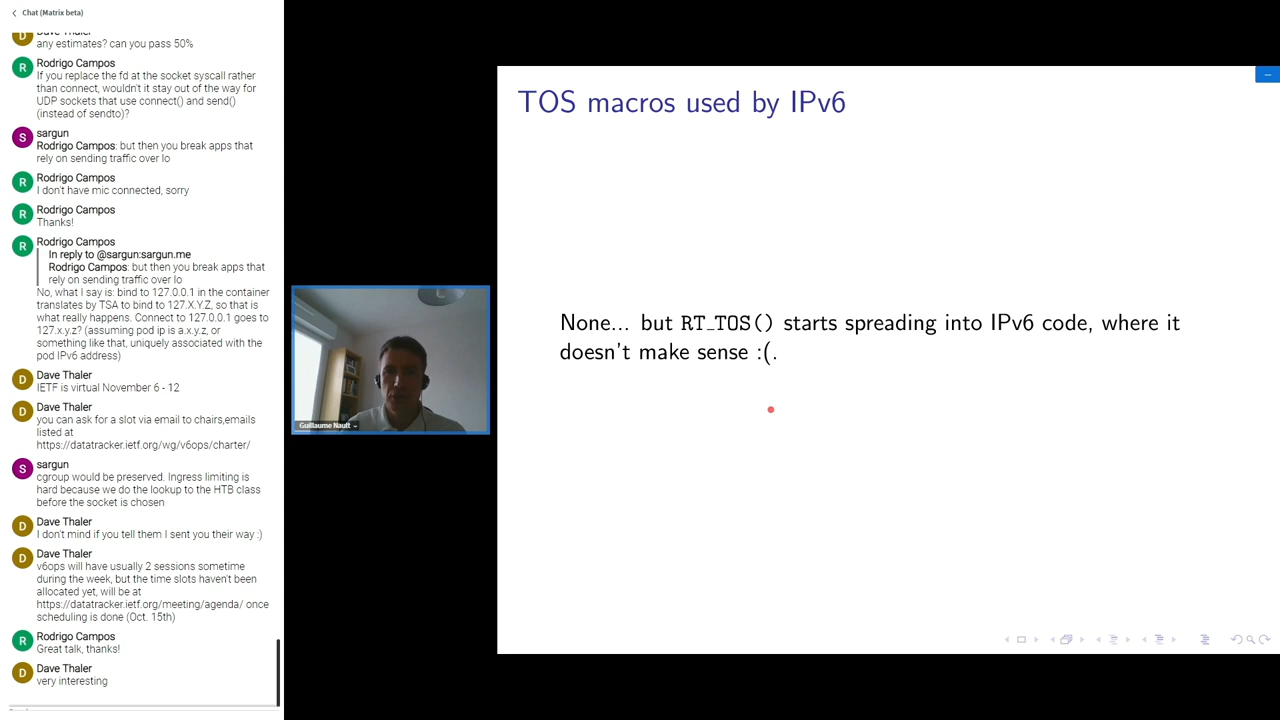 Chat (Matrix beta)
D
Dave Thaler
any estimates? can you pass 50%
R
Rodrigo Campos
If you replace the fd at the socket syscall rather
than connect, wouldn't it stay out of the way for
UDP sockets that use connect() and send()
(instead of sendto)?
S
sargun
Rodrigo Campos: but then you break apps that
rely on sending traffic over lo
R
Rodrigo Campos
I don't have mic connected, sorry
R
Rodrigo Campos
Thanks!
R
Rodrigo Campos
In reply to @sargun:sargun.me
Rodrigo Campos: but then you break apps that
rely on sending traffic over lo
No, what I say is: bind to 127.0.0.1 in the container
translates by TSA to bind to 127.X.Y.Z, so that is
what really happens. Connect to 127.0.0.1 goes to
127.x.y.z? (assuming pod ip is a.x.y.z, or
something like that, uniquely associated with the
pod IPv6 address)
D
Dave Thaler
IETF is virtual November 6 - 12
D
Dave Thaler
you can ask for a slot via email to chairs,emails
listed at
https://datatracker.ietf.org/wg/v6ops/charter/
S
sargun
cgroup would be preserved. Ingress limiting is
hard because we do the lookup to the HTB class
before the socket is chosen
D
Dave Thaler
I don't mind if you tell them I sent you their way :)
D
Dave Thaler
v6ops will have usually 2 sessions sometime
during the week, but the time slots haven't been
allocated yet, will be at
https://datatracker.ietf.org/meeting/agenda/ once
scheduling is done (Oct. 15th)
R
Rodrigo Campos
Great talk, thanks!
D
Dave Thaler
very interesting
Guillaume Nault
TOS macros used by IPv6
None... but RT_TOS() starts spreading into IPv6 code, where it
doesn't make sense :(.